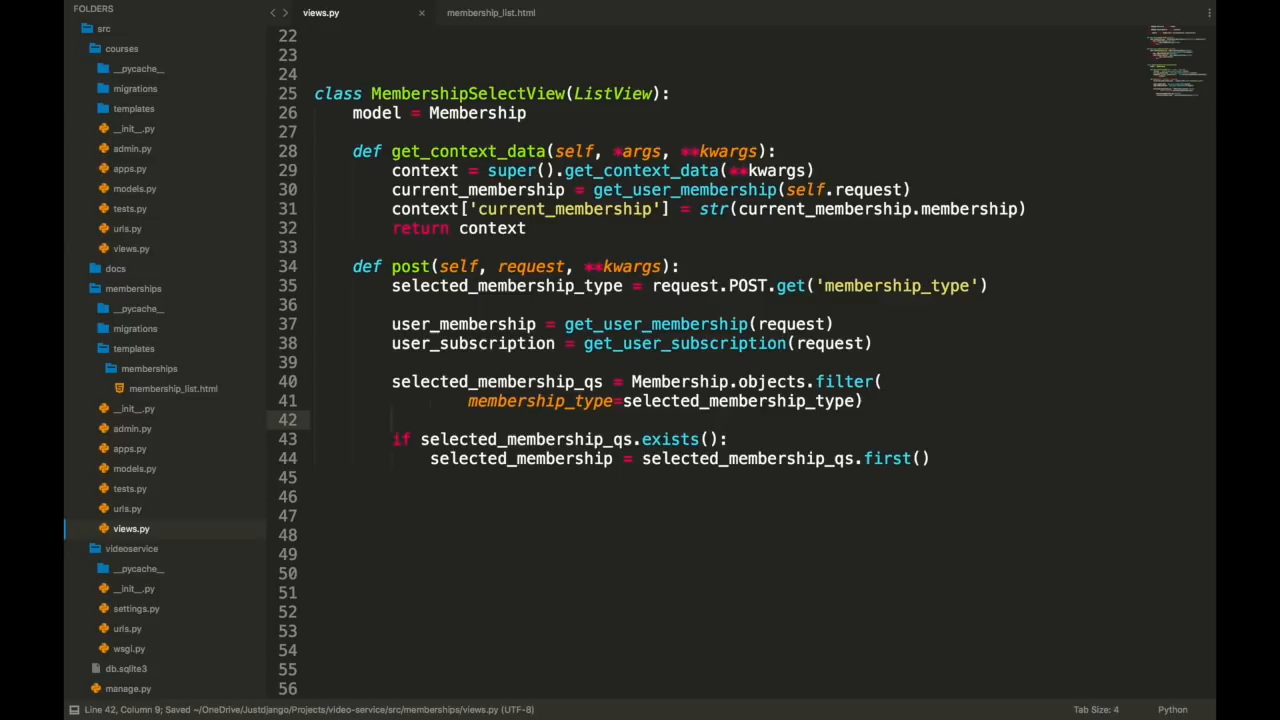 FOLDERS
src
courses
__pycache__
migrations
templates
__init__.py
admin.py
apps.py
models.py
tests.py
urls.py
views.py
docs
memberships
__pycache__
migrations
templates
memberships
membership_list.html
__init__.py
admin.py
apps.py
models.py
tests.py
urls.py
views.py
videoservice
__pycache__
__init__.py
settings.py
urls.py
wsgi.py
db.sqlite3
manage.py
views.py × membership_list.html
22
23
24
25 class MembershipSelectView(ListView):
26 model = Membership
27
28 def get_context_data(self, *args, **kwargs):
29 context = super().get_context_data(**kwargs)
30 current_membership = get_user_membership(self.request)
31 context['current_membership'] = str(current_membership.membership)
32 return context
33
34 def post(self, request, **kwargs):
35 selected_membership_type = request.POST.get('membership_type')
36
37 user_membership = get_user_membership(request)
38 user_subscription = get_user_subscription(request)
39
40 selected_membership_qs = Membership.objects.filter(
41 membership_type=selected_membership_type)
42
43 if selected_membership_qs.exists():
44 selected_membership = selected_membership_qs.first()
45
46
47
48
49
50
51
52
53
54
55
56
Line 42, Column 9; Saved ~/OneDrive/Justdjango/Projects/video-service/src/memberships/views.py (UTF-8) Tab Size: 4 Python